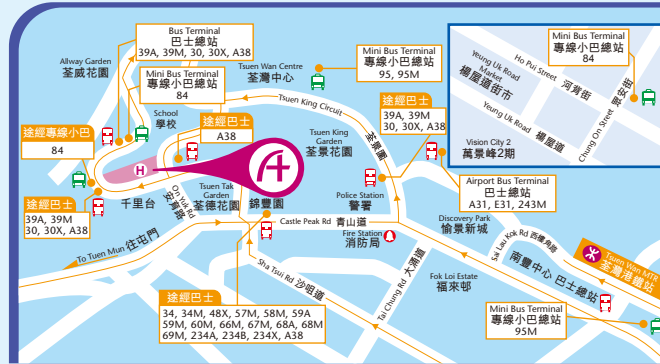 Bus Terminal
巴士總站
39A, 39M, 30, 30X, A38
Allway Garden
荃威花園
Mini Bus Terminal
專線小巴總站
84
School
學校
途經專線小巴
84
途經巴士
A38
Tsuen Wan Centre
荃灣中心
Mini Bus Terminal
專線小巴總站
95, 95M
Tsuen King Circuit
荃景圍
途經巴士
39A, 39M
30, 30X, A38
Tsuen King
Garden
荃景花園
Yeung Uk Road
Market
楊屋道街市
Ho Pui Street
河背街
Mini Bus Terminal
專線小巴總站
84
Chung On Street
眾安街
Yeung Uk Road
楊屋道
Vision City 2
萬景峰2期
H
千里台
On Yuk Rd
安育路
Tsuen Tak
Garden
荃德花園
錦豐園
途經巴士
39A, 39M
30, 30X, A38
Police Station
警署
Airport Bus Terminal
巴士總站
A31, E31, 243M
Castle Peak Rd
青山道
Fire Station
消防局
Discovery Park
愉景新城
Sai Lau Kok Rd
西樓角路
Tsuen Wan MTR
荃灣港鐵站
To Tuen Mun
往屯門
Sha Tsui Rd
沙咀道
Tai Chung Rd
大涌道
Fok Loi Estate
福來邨
南豐中心 巴士總站
途經巴士
34, 34M, 48X, 57M, 58M, 59A
59M, 60M, 66M, 67M, 68A, 68M
69M, 234A, 234B, 234X, A38
Mini Bus Terminal
專線小巴總站
95M